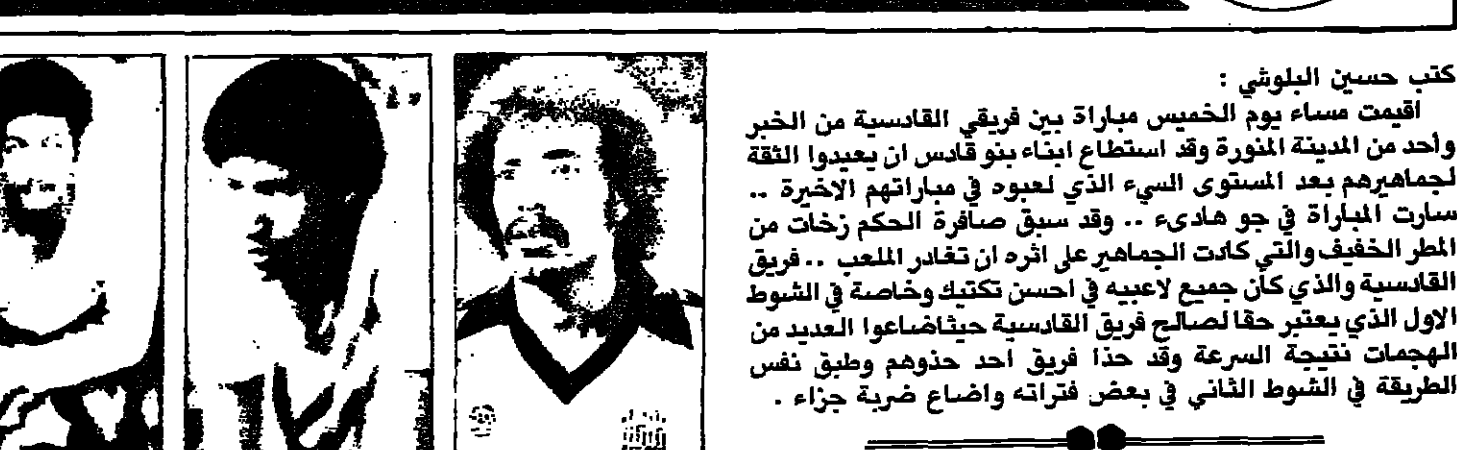 كتب حسين البلوشي :
اقيمت مساء يوم الخميس مباراة بين فريقي القادسية من الخبر
وأحد من المدينة المنورة وقد استطاع ابناء بنو قادس ان يعيدوا الثقة
لجماهيرهم بعد المستوى السيء الذي لعبوه في مباراتهم الاخيرة ..
سارت المباراة في جو هادىء .. وقد سبق صافرة الحكم زخات من
المطر الخفيف والتي كادت الجماهير على اثره ان تغادر الملعب .. فريق
القادسية والذي كان جميع لاعبيه في احسن تكتيك وخاصة في الشوط
الاول الذي يعتبر حقا لصالح فريق القادسية حيث اضاعوا العديد من
الهجمات نتيجة السرعة وقد حذا فريق احد حذوهم وطبق نفس
الطريقة في الشوط الثاني في بعض فتراته واضاع ضربة جزاء .